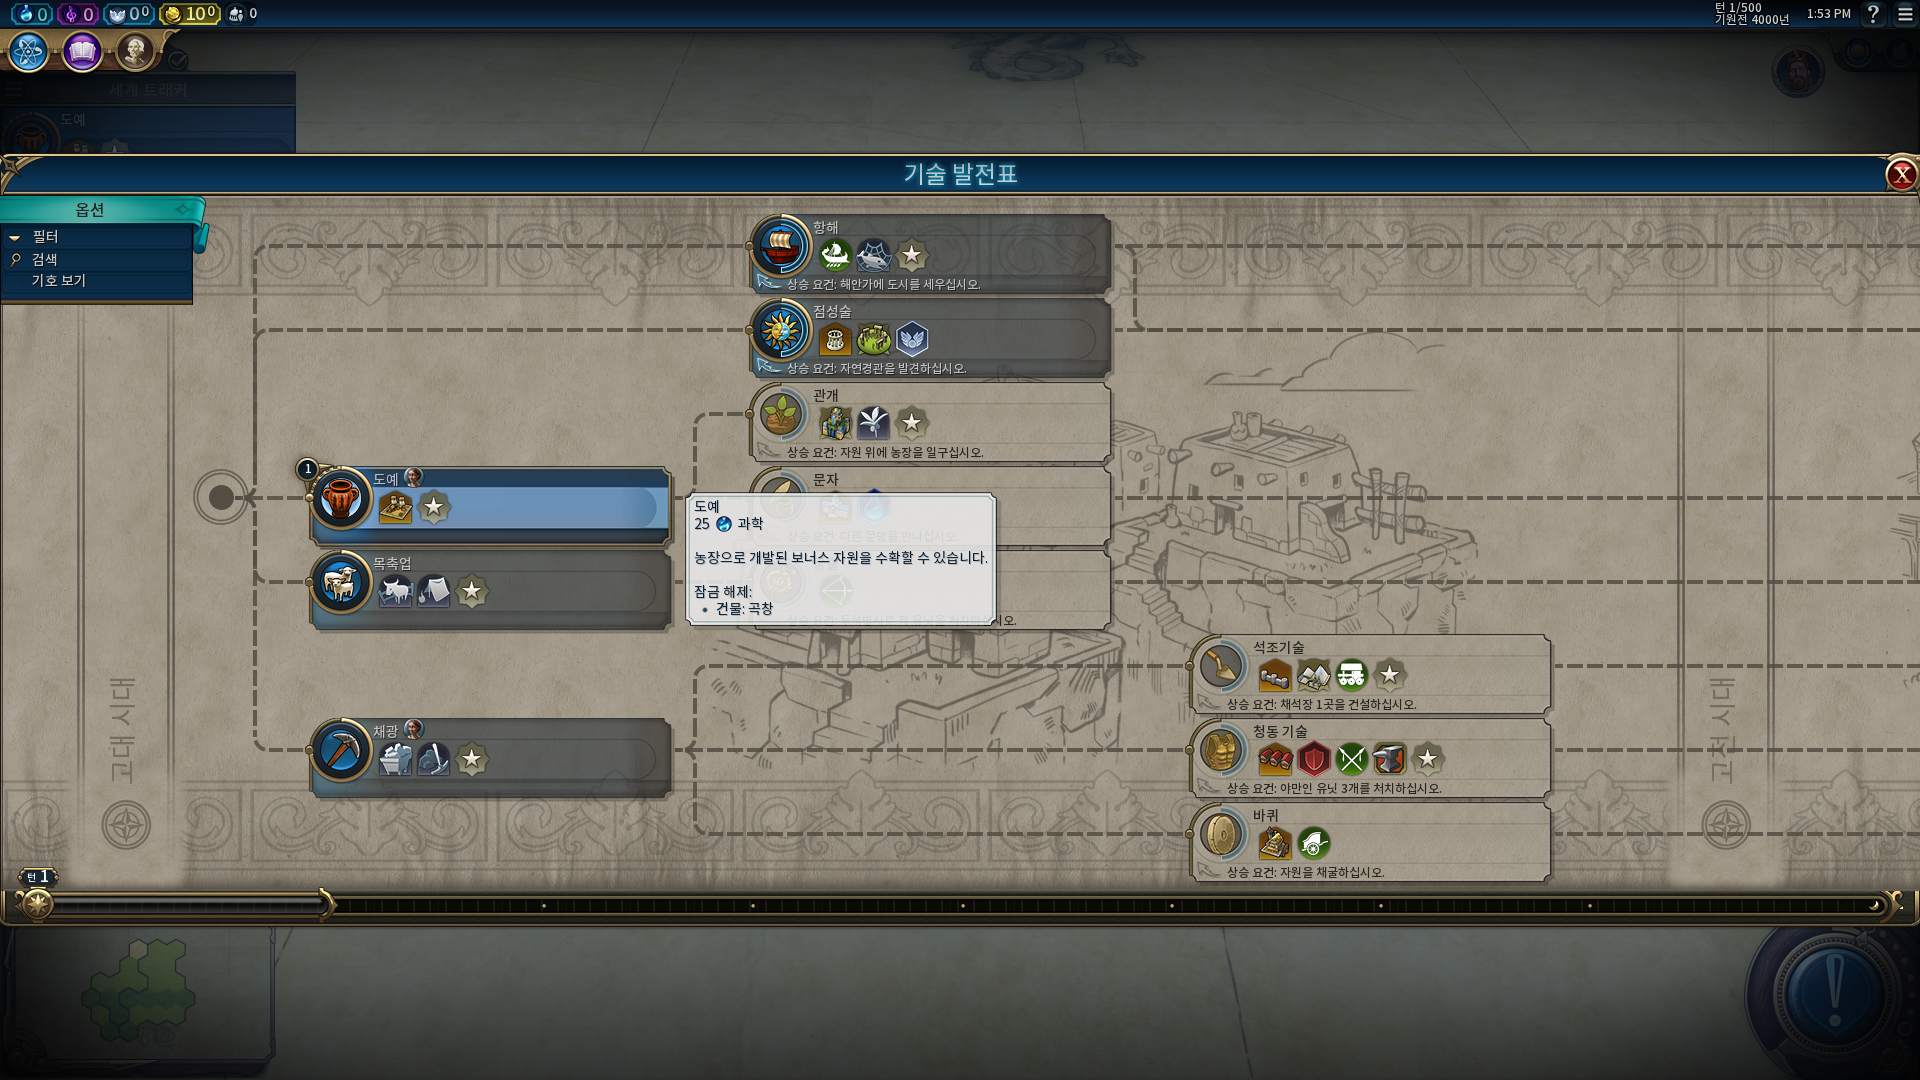 0 0 0⁰ 10⁰ 0
턴 1/500
기원전 4000년
1:53 PM
?
세계 트래커
도예
기술 발전표
X
옵션
필터
검색
기호 보기
항해
상승 요건: 해안가에 도시를 세우십시오.
점성술
상승 요건: 자연경관을 발견하십시오.
관개
상승 요건: 자원 위에 농장을 일구십시오.
문자
1
도예
도예
25 과학
농장으로 개발된 보너스 자원을 수확할 수 있습니다.
잠금 해제:
• 건물: 곡창
목축업
채광
석조기술
상승 요건: 채석장 1곳을 건설하십시오.
청동 기술
상승 요건: 야만인 유닛 3개를 처치하십시오.
바퀴
상승 요건: 자원을 채굴하십시오.
고대 시대
고전 시대
턴 1